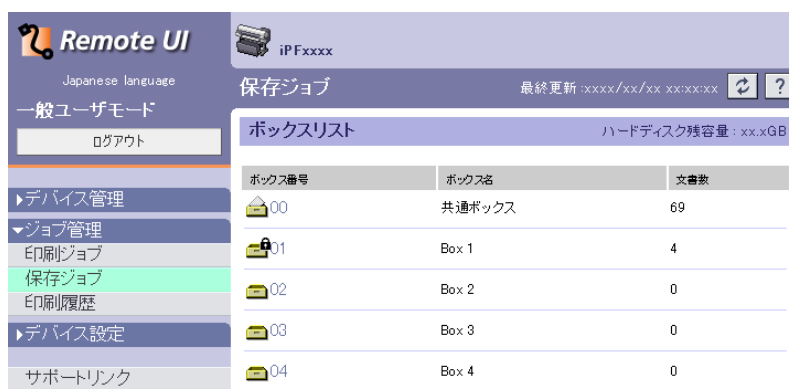 Remote UI
Japanese language
一般ユーザモード
ログアウト
▶デバイス管理
▼ジョブ管理
印刷ジョブ
保存ジョブ
印刷履歴
▶デバイス設定
サポートリンク
iPFxxxx
保存ジョブ 最終更新:xxxx/xx/xx xx:xx:xx ?
ボックスリスト ハードディスク残容量:xx.xGB
ボックス番号 ボックス名 文書数
00 共通ボックス 69
01 Box 1 4
02 Box 2 0
03 Box 3 0
04 Box 4 0